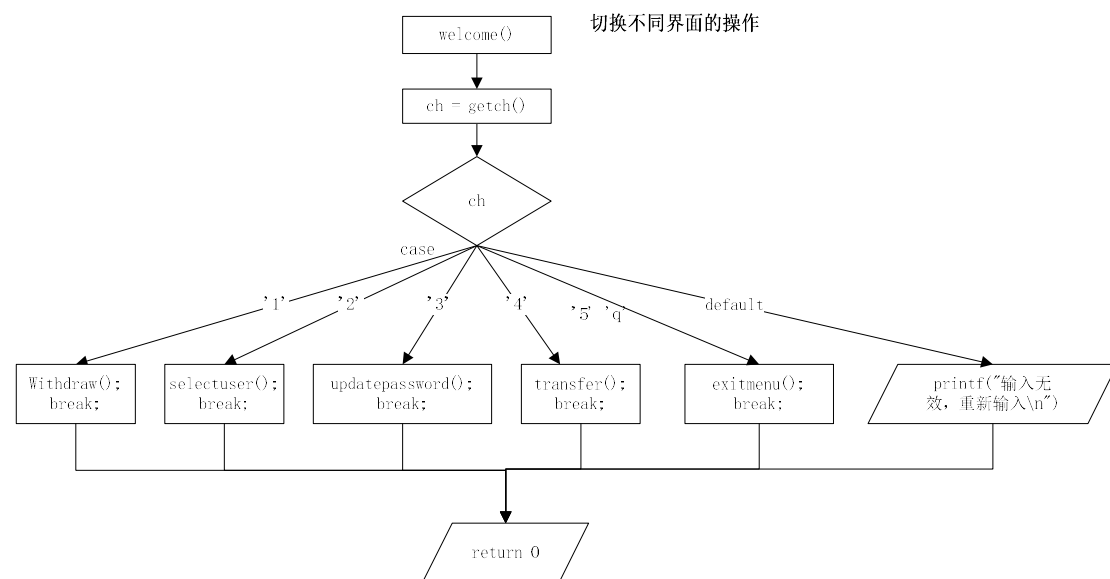 切换不同界面的操作
welcome()
ch = getch()
ch
case
'1'
'2'
'3'
'4'
'5' 'q'
default
Withdraw();
break;
selectuser();
break;
updatepassword();
break;
transfer();
break;
exitmenu();
break;
printf("输入无
效，重新输入\n")
return 0